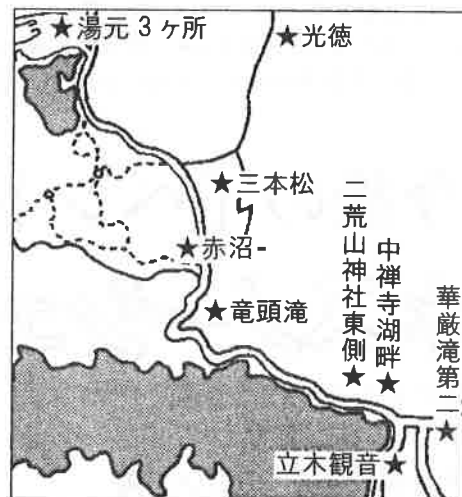 ★湯元 3 ヶ所
★光徳
★三本松
★赤沼
★竜頭滝
二荒山神社東側★
中禅寺湖畔★
華厳滝第二★
立木観音★